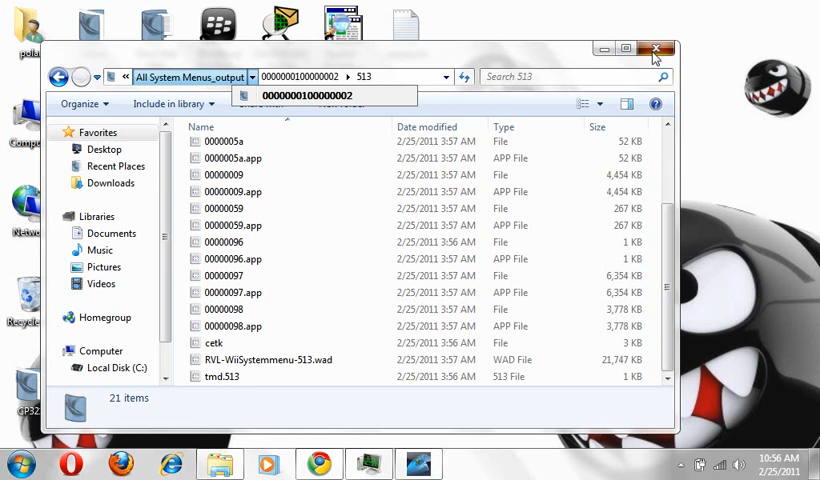 pola
All System Menus_output
0000000100000002
513
Search 513
0000000100000002
Organize
Include in library
Favorites
Desktop
Recent Places
Downloads
Libraries
Documents
Music
Pictures
Videos
Homegroup
Computer
Local Disk (C:)
Name Date modified Type Size
0000005a 2/25/2011 3:57 AM File 52 KB
0000005a.app 2/25/2011 3:57 AM APP File 52 KB
00000009 2/25/2011 3:57 AM File 4,454 KB
00000009.app 2/25/2011 3:57 AM APP File 4,454 KB
00000059 2/25/2011 3:57 AM File 267 KB
00000059.app 2/25/2011 3:57 AM APP File 267 KB
00000096 2/25/2011 3:56 AM File 1 KB
00000096.app 2/25/2011 3:56 AM APP File 1 KB
00000097 2/25/2011 3:57 AM File 6,354 KB
00000097.app 2/25/2011 3:57 AM APP File 6,354 KB
00000098 2/25/2011 3:57 AM File 3,778 KB
00000098.app 2/25/2011 3:57 AM APP File 3,778 KB
cetk 2/25/2011 3:56 AM File 3 KB
RVL-WiiSystemmenu-513.wad 2/25/2011 3:57 AM WAD File 21,747 KB
tmd.513 2/25/2011 3:56 AM 513 File 1 KB
21 items
Compu
Netw
Recycle
GP32
10:56 AM
2/25/2011